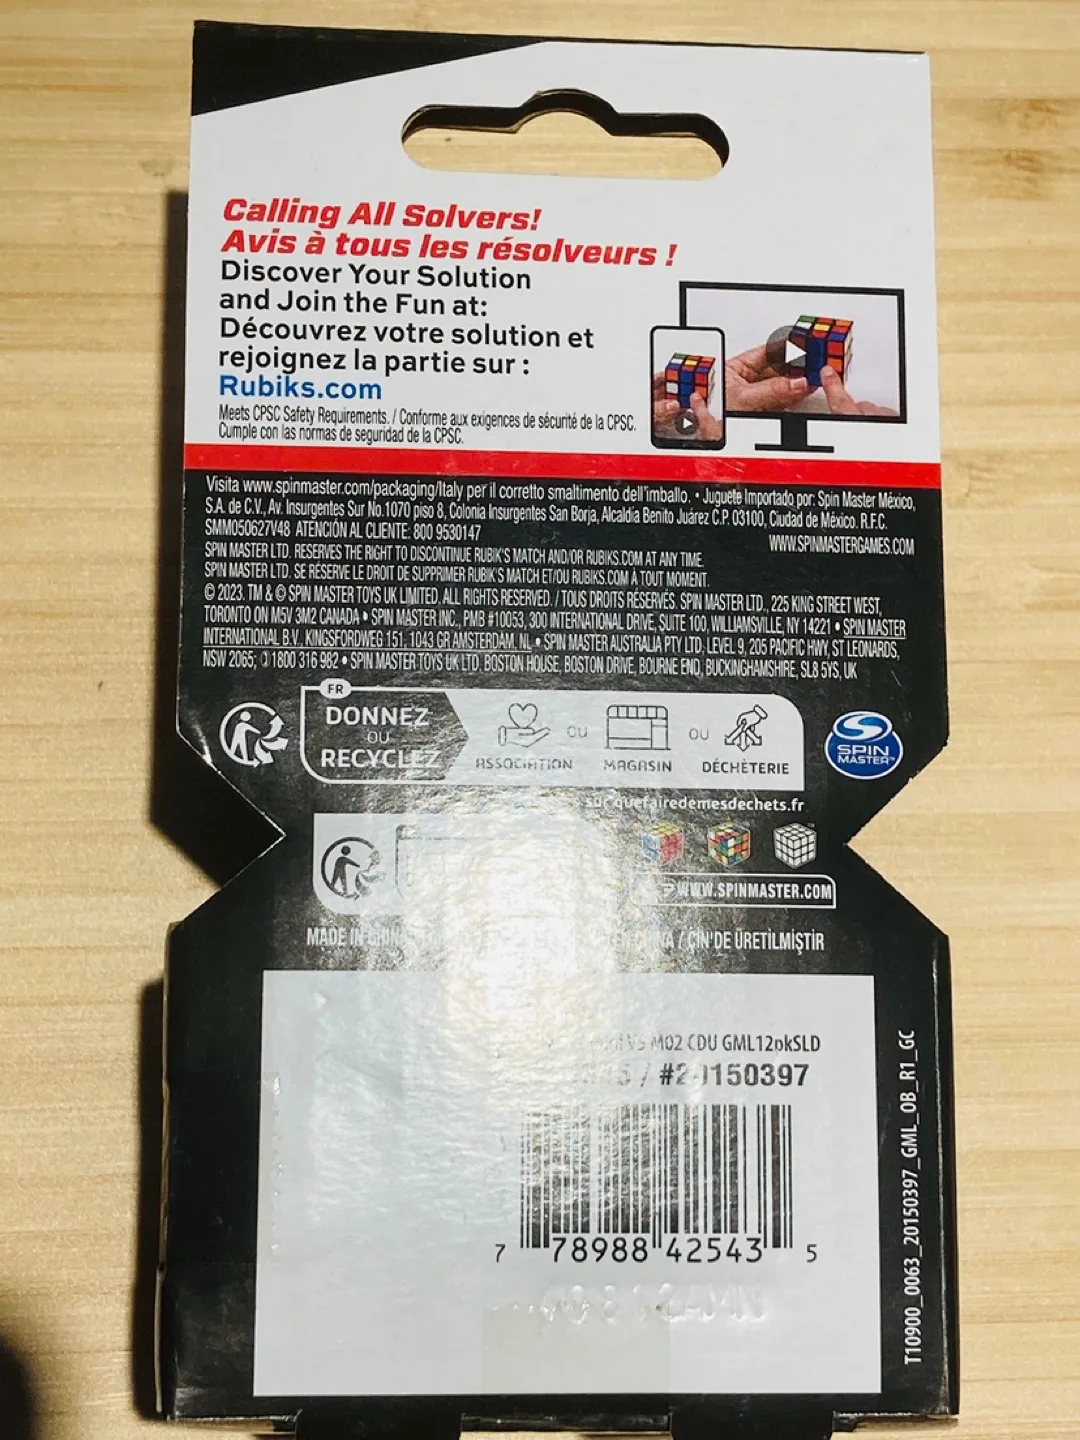 Calling All Solvers!
Avis à tous les résolveurs !
Discover Your Solution
and Join the Fun at:
Découvrez votre solution et
rejoignez la partie sur :
Rubiks.com
Meets CPSC Safety Requirements. / Conforme aux exigences de sécurité de la CPSC.
Cumple con las normas de seguridad de la CPSC.
Visita www.spinmaster.com/packaging/Italy per il corretto smaltimento dell'imballo. • Juguete Importado por: Spin Master México,
S.A. de C.V., Av. Insurgentes Sur No.1070 piso 8, Colonia Insurgentes San Borja, Alcaldia Benito Juárez C.P. 03100, Ciudad de México. R.F.C.
SMM050627V48 ATENCIÓN AL CLIENTE: 800 9530147
WWW.SPINMASTERGAMES.COM
SPIN MASTER LTD. RESERVES THE RIGHT TO DISCONTINUE RUBIK'S MATCH AND/OR RUBIKS.COM AT ANY TIME.
SPIN MASTER LTD. SE RÉSERVE LE DROIT DE SUPPRIMER RUBIK'S MATCH ET/OU RUBIKS.COM À TOUT MOMENT.
© 2023. TM & © SPIN MASTER TOYS UK LIMITED. ALL RIGHTS RESERVED. / TOUS DROITS RÉSERVÉS. SPIN MASTER LTD., 225 KING STREET WEST,
TORONTO ON M5V 3M2 CANADA • SPIN MASTER INC., PMB #10053, 300 INTERNATIONAL DRIVE, SUITE 100, WILLIAMSVILLE, NY 14221 • SPIN MASTER
INTERNATIONAL B.V., KINGSFORDWEG 151, 1043 GR AMSTERDAM, NL • SPIN MASTER AUSTRALIA PTY LTD, LEVEL 9, 205 PACIFIC HWY, ST LEONARDS,
NSW 2065; 1800 316 982 • SPIN MASTER TOYS UK LTD. BOSTON HOUSE, BOSTON DRIVE, BOURNE END, BUCKINGHAMSHIRE, SL8 5YS, UK
FR
DONNEZ
OU
RECYCLEZ
ASSOCIATION OU MAGASIN OU DÉCHÈTERIE
SPIN
MASTER™
sur quefairedemesdechets.fr
WWW.SPINMASTER.COM
MADE IN CHINA / ÇİN'DE ÜRETİLMİŞTİR
M02 CDU GML12pkSLD
/ #20150397
7 78988 42543 5
T10900_0063_20150397_GML_OB_R1_GC